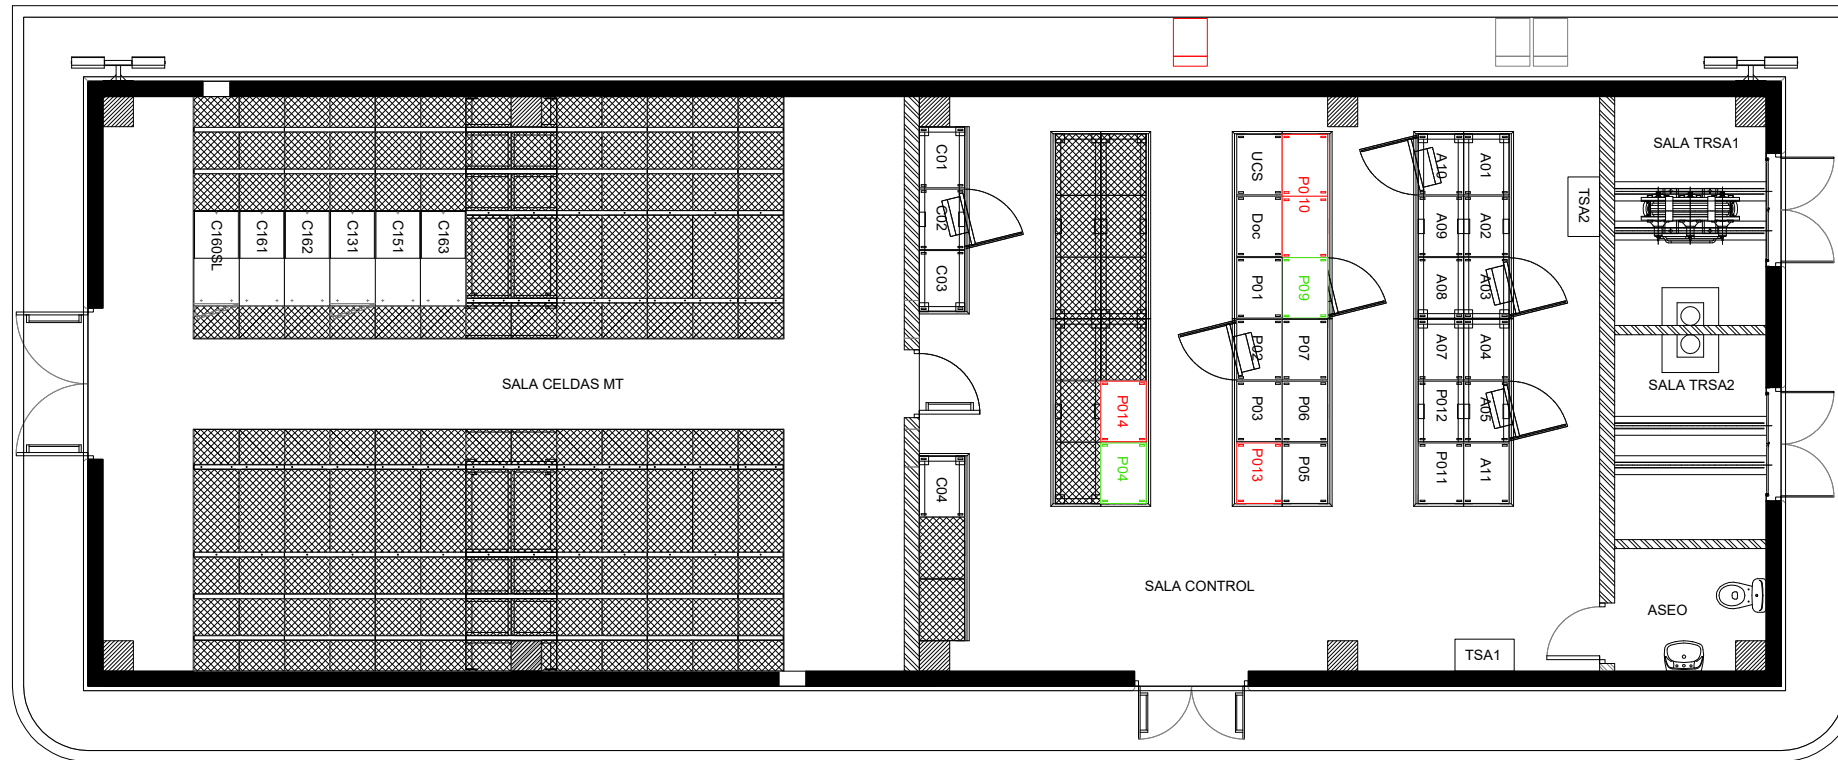 C160SL
C161
C162
C131
C151
C163
SALA CELDAS MT
C01
C02
C03
C04
P014
P04
UCS
Doc
P01
P02
P03
P013
P010
P09
P07
P06
P05
A10
A09
A08
A07
P012
P011
A01
A02
A03
A04
A05
A11
TSA2
SALA TRSA1
SALA TRSA2
SALA CONTROL
ASEO
TSA1